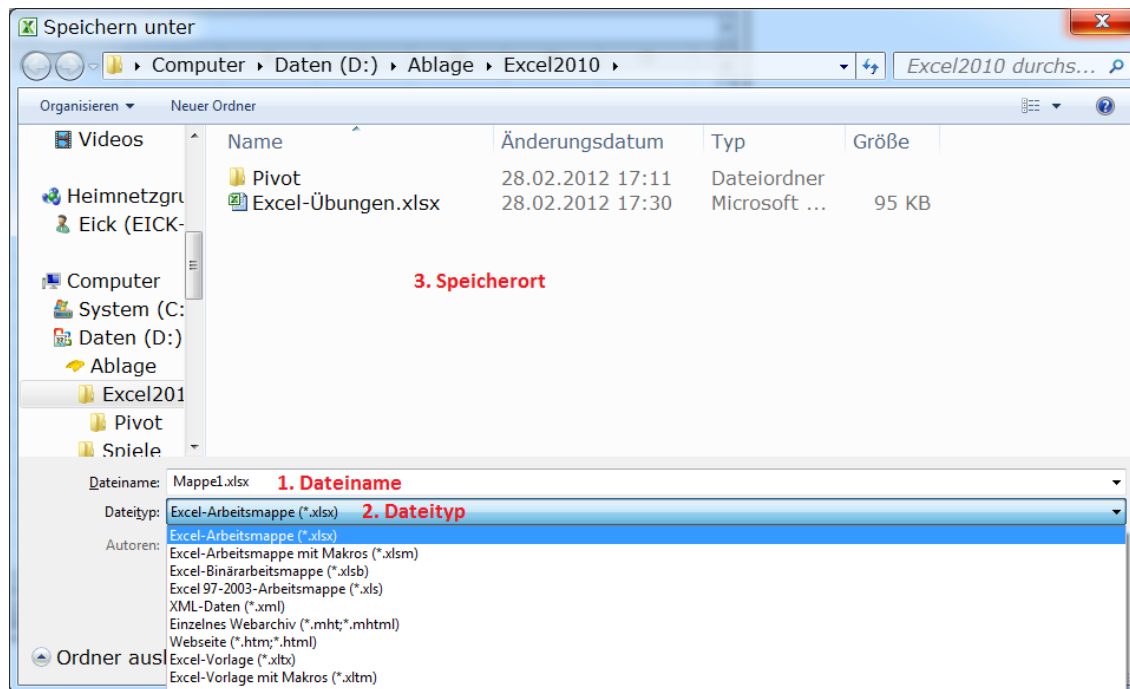 Speichern unter
Computer Daten (D:) Ablage Excel2010 Excel2010 durchs...
Organisieren Neuer Ordner
Videos
Heimnetzgru
Eick (EICK-
Computer
System (C:
Daten (D:)
Ablage
Excel201
Pivot
Spiele
Name Änderungsdatum Typ Größe
Pivot 28.02.2012 17:11 Dateiordner
Excel-Übungen.xlsx 28.02.2012 17:30 Microsoft ... 95 KB
3. Speicherort
Dateiname: Mappe1.xlsx 1. Dateiname
Dateityp: Excel-Arbeitsmappe (*.xlsx) 2. Dateityp
Autoren:
Excel-Arbeitsmappe (*.xlsx)
Excel-Arbeitsmappe mit Makros (*.xlsm)
Excel-Binärarbeitsmappe (*.xlsb)
Excel 97-2003-Arbeitsmappe (*.xls)
XML-Daten (*.xml)
Einzelnes Webarchiv (*.mht;*.mhtml)
Webseite (*.htm;*.html)
Excel-Vorlage (*.xltx)
Excel-Vorlage mit Makros (*.xltm)
Ordner ausl